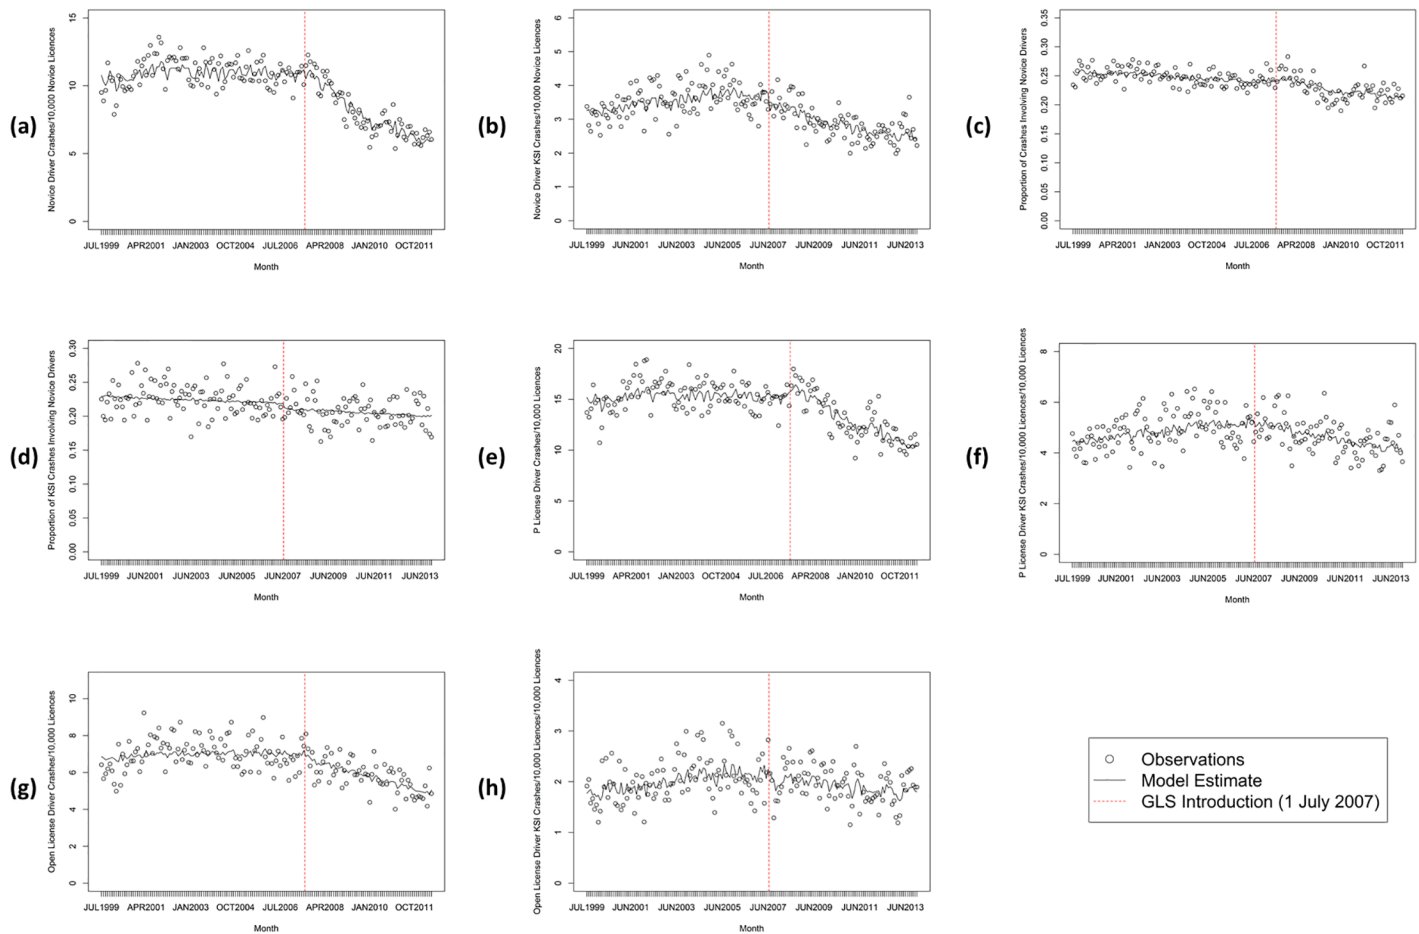 (a)
Novice Driver Crashes/10,000 Novice Licences
15
10
5
0
JUL1999 APR2001 JAN2003 OCT2004 JUL2006 APR2008 JAN2010 OCT2011
Month
(b)
Novice Driver KSI Crashes/10,000 Novice Licences
6
5
4
3
2
1
0
JUL1999 JUN2001 JUN2003 JUN2005 JUN2007 JUN2009 JUN2011 JUN2013
Month
(c)
Proportion of Crashes Involving Novice Drivers
0.35
0.30
0.25
0.20
0.15
0.10
0.05
0.00
JUL1999 APR2001 JAN2003 OCT2004 JUL2006 APR2008 JAN2010 OCT2011
Month
(d)
Proportion of KSI Crashes Involving Novice Drivers
0.30
0.25
0.20
0.15
0.10
0.05
0.00
JUL1999 JUN2001 JUN2003 JUN2005 JUN2007 JUN2009 JUN2011 JUN2013
Month
(e)
P License Driver Crashes/10,000 Licences
20
15
10
5
0
JUL1999 APR2001 JAN2003 OCT2004 JUL2006 APR2008 JAN2010 OCT2011
Month
(f)
P License Driver KSI Crashes/10,000 Licences/10,000 Licences
8
6
4
2
0
JUL1999 JUN2001 JUN2003 JUN2005 JUN2007 JUN2009 JUN2011 JUN2013
Month
(g)
Open License Driver Crashes/10,000 Licences
10
8
6
4
2
0
JUL1999 APR2001 JAN2003 OCT2004 JUL2006 APR2008 JAN2010 OCT2011
Month
(h)
Open License Driver KSI Crashes/10,000 Licences/10,000 Licences
4
3
2
1
0
JUL1999 JUN2001 JUN2003 JUN2005 JUN2007 JUN2009 JUN2011 JUN2013
Month
Observations
Model Estimate
GLS Introduction (1 July 2007)